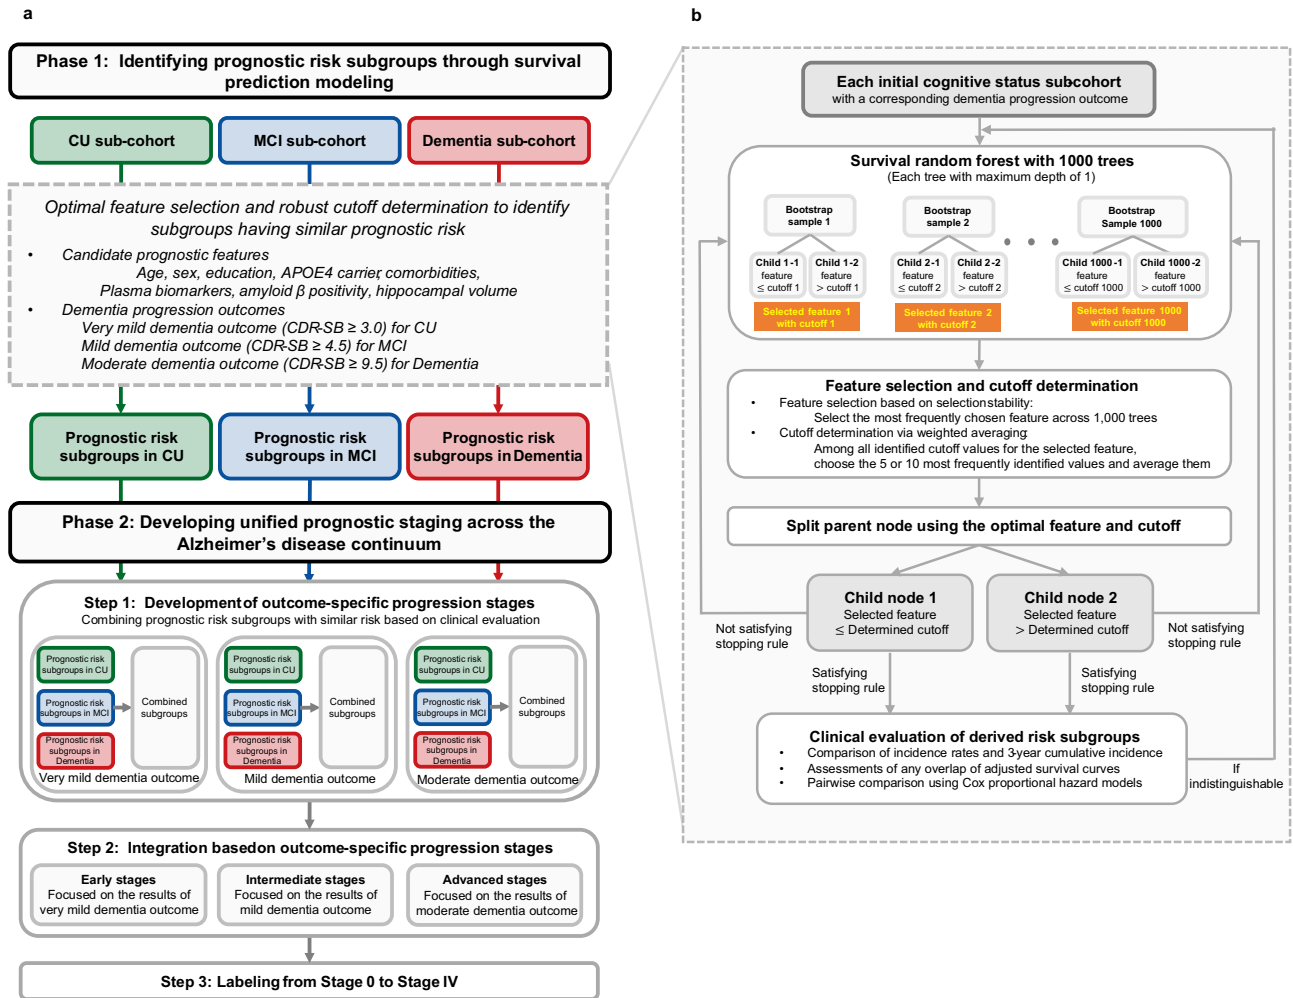 a
Phase 1: Identifying prognostic risk subgroups through survival
prediction modeling
CU sub-cohort
MCI sub-cohort
Dementia sub-cohort
Optimal feature selection and robust cutoff determination to identify
subgroups having similar prognostic risk
• Candidate prognostic features
Age, sex, education, APOE4 carrier, comorbidities,
Plasma biomarkers, amyloid β positivity, hippocampal volume
• Dementia progression outcomes
Very mild dementia outcome (CDR-SB ≥ 3.0) for CU
Mild dementia outcome (CDR-SB ≥ 4.5) for MCI
Moderate dementia outcome (CDR-SB ≥ 9.5) for Dementia
Prognostic risk
subgroups in CU
Prognostic risk
subgroups in MCI
Prognostic risk
subgroups in Dementia
Phase 2: Developing unified prognostic staging across the
Alzheimer's disease continuum
Step 1: Development of outcome-specific progression stages
Combining prognostic risk subgroups with similar risk based on clinical evaluation
Prognostic risk
subgroups in CU
Prognostic risk
subgroups in MCI
Prognostic risk
subgroups in
Dementia
Combined
subgroups
Very mild dementia outcome
Prognostic risk
subgroups in CU
Prognostic risk
subgroups in MCI
Prognostic risk
subgroups in
Dementia
Combined
subgroups
Mild dementia outcome
Prognostic risk
subgroups in CU
Prognostic risk
subgroups in MCI
Prognostic risk
subgroups in
Dementia
Combined
subgroups
Moderate dementia outcome
Step 2: Integration based on outcome-specific progression stages
Early stages
Focused on the results of
very mild dementia outcome
Intermediate stages
Focused on the results of
mild dementia outcome
Advanced stages
Focused on the results of
moderate dementia outcome
Step 3: Labeling from Stage 0 to Stage IV
b
Each initial cognitive status subcohort
with a corresponding dementia progression outcome
Survival random forest with 1000 trees
(Each tree with maximum depth of 1)
Bootstrap
sample 1
Child 1-1
feature
≤ cutoff 1
Child 1-2
feature
> cutoff 1
Selected feature 1
with cutoff 1
Bootstrap
sample 2
Child 2-1
feature
≤ cutoff 2
Child 2-2
feature
> cutoff 2
Selected feature 2
with cutoff 2
• • •
Bootstrap
Sample 1000
Child 1000-1
feature
≤ cutoff 1000
Child 1000-2
feature
> cutoff 1000
Selected feature 1000
with cutoff 1000
Feature selection and cutoff determination
• Feature selection based on selection stability:
Select the most frequently chosen feature across 1,000 trees
• Cutoff determination via weighted averaging:
Among all identified cutoff values for the selected feature,
choose the 5 or 10 most frequently identified values and average them
Split parent node using the optimal feature and cutoff
Child node 1
Selected feature
≤ Determined cutoff
Child node 2
Selected feature
> Determined cutoff
Not satisfying
stopping rule
Not satisfying
stopping rule
Satisfying
stopping rule
Satisfying
stopping rule
Clinical evaluation of derived risk subgroups
• Comparison of incidence rates and 3-year cumulative incidence
• Assessments of any overlap of adjusted survival curves
• Pairwise comparison using Cox proportional hazard models
If
indistinguishable